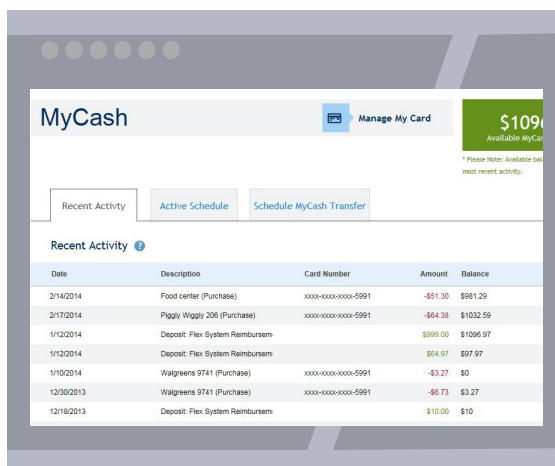 MyCash
Manage My Card
$109
Available MyCas
* Please Note: Available bala
most recent activity.
Recent Activty
Active Schedule
Schedule MyCash Transfer
Recent Activity ?
Date Description Card Number Amount Balance
2/14/2014 Food center (Purchase) xxxx-xxxx-xxxx-5991 -$51.30 $981.29
2/17/2014 Piggly Wiggly 206 (Purchase) xxxx-xxxx-xxxx-5991 -$64.38 $1032.59
1/12/2014 Deposit: Flex System Reimbursem $999.00 $1096.97
1/12/2014 Deposit: Flex System Reimbursem $64.97 $97.97
1/10/2014 Walgreens 9741 (Purchase) xxxx-xxxx-xxxx-5991 -$3.27 $0
12/30/2013 Walgreens 9741 (Purchase) xxxx-xxxx-xxxx-5991 -$6.73 $3.27
12/18/2013 Deposit: Flex System Reimbursem $10.00 $10